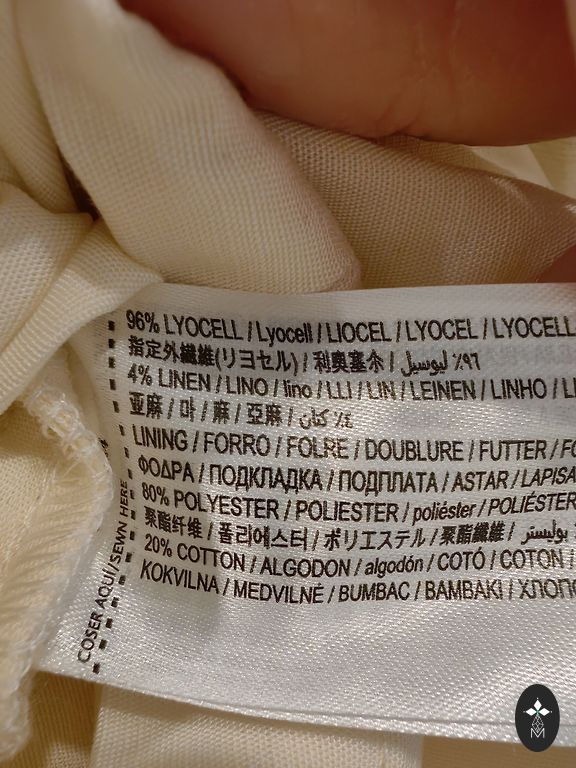 96% LYOCELL / Lyocell / LIOCEL / LYOCEL / LYOCELL
指定外繊維(リヨセル) / 利奥塞尔 / ليوسيل ٩٦٪
4% LINEN / LINO / lino / LLI / LIN / LEINEN / LINHO / LI
亚麻 / 마 / 麻 / 亞麻 / كتان ٤٪
LINING / FORRO / FOLRE / DOUBLURE / FUTTER / FO
ФОДРА / ПОДКЛАДКА / ПОДПЛАТА / ASTAR / LAPISA
80% POLYESTER / POLIESTER / poliéster / POLIÉSTER
聚酯纤维 / 폴리에스터 / ポリエステル / 聚酯纖維 / بوليستر
20% COTTON / ALGODON / algodón / COTÓ / COTON /
KOKVILNA / MEDVILNĖ / BUMBAC / BAMBAKI / ХЛОПО
COSER AQUÍ/SEWN HERE
M